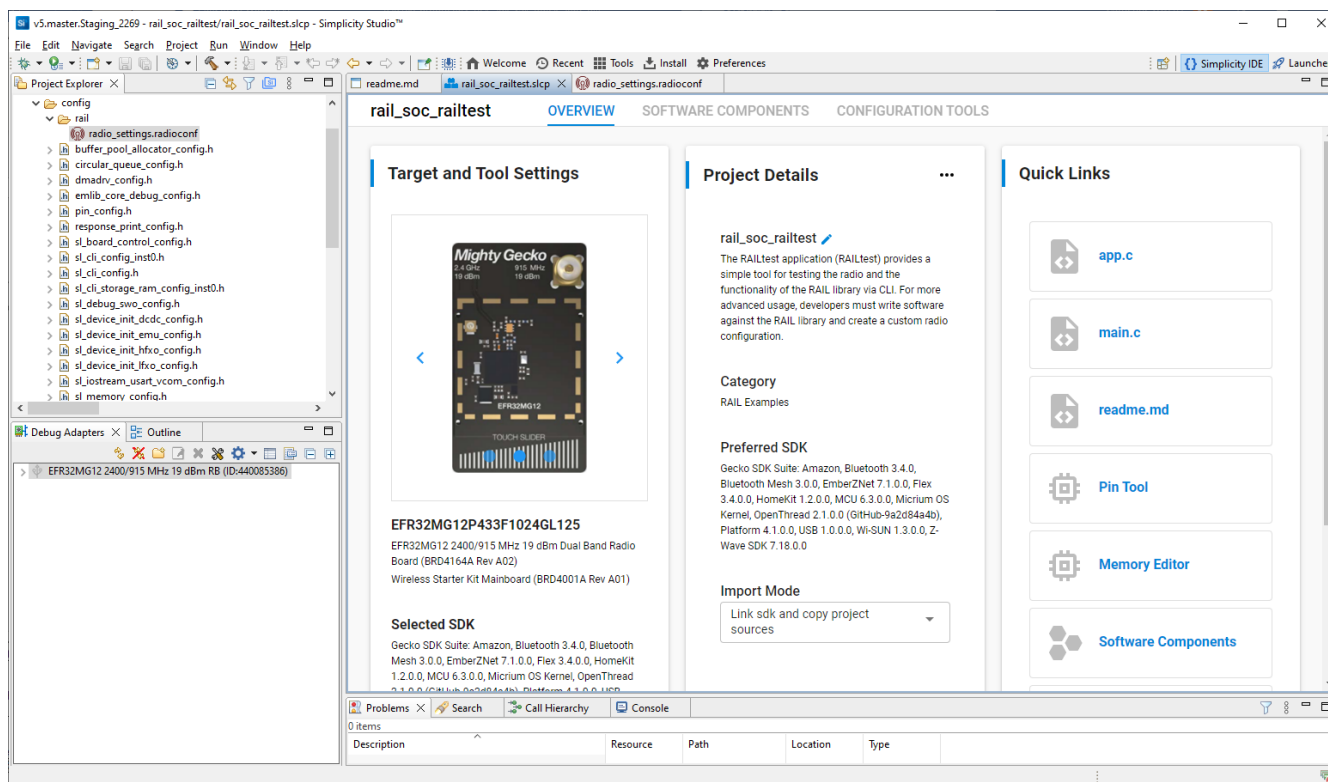 v5.master.Staging_2269 - rail_soc_railtest/rail_soc_railtest.slcp - Simplicity Studio™
File Edit Navigate Search Project Run Window Help
Welcome Recent Tools Install Preferences
Simplicity IDE Launche
Project Explorer
config
rail
radio_settings.radioconf
buffer_pool_allocator_config.h
circular_queue_config.h
dmadrv_config.h
emlib_core_debug_config.h
pin_config.h
response_print_config.h
sl_board_control_config.h
sl_cli_config_inst0.h
sl_cli_config.h
sl_cli_storage_ram_config_inst0.h
sl_debug_swo_config.h
sl_device_init_dcdc_config.h
sl_device_init_emu_config.h
sl_device_init_hfxo_config.h
sl_device_init_lfxo_config.h
sl_iostream_usart_vcom_config.h
sl_memory_config.h
Debug Adapters Outline
EFR32MG12 2400/915 MHz 19 dBm RB (ID:440085386)
readme.md rail_soc_railtest.slcp radio_settings.radioconf
rail_soc_railtest OVERVIEW SOFTWARE COMPONENTS CONFIGURATION TOOLS
Target and Tool Settings
Mighty Gecko
2.4 GHz 915 MHz
19 dBm 19 dBm
EFR32MG12
TOUCH SLIDER
EFR32MG12P433F1024GL125
EFR32MG12 2400/915 MHz 19 dBm Dual Band Radio
Board (BRD4164A Rev A02)
Wireless Starter Kit Mainboard (BRD4001A Rev A01)
Selected SDK
Gecko SDK Suite: Amazon, Bluetooth 3.4.0, Bluetooth
Mesh 3.0.0, EmberZNet 7.1.0.0, Flex 3.4.0.0, HomeKit
1.2.0.0, MCU 6.3.0.0, Micrium OS Kernel, OpenThread
2.1.0.0 (GitHub-9a2d84a4b), Platform 4.1.0.0, USB
Project Details
rail_soc_railtest
The RAILtest application (RAILtest) provides a
simple tool for testing the radio and the
functionality of the RAIL library via CLI. For more
advanced usage, developers must write software
against the RAIL library and create a custom radio
configuration.
Category
RAIL Examples
Preferred SDK
Gecko SDK Suite: Amazon, Bluetooth 3.4.0,
Bluetooth Mesh 3.0.0, EmberZNet 7.1.0.0, Flex
3.4.0.0, HomeKit 1.2.0.0, MCU 6.3.0.0, Micrium OS
Kernel, OpenThread 2.1.0.0 (GitHub-9a2d84a4b),
Platform 4.1.0.0, USB 1.0.0.0, Wi-SUN 1.3.0.0, Z-
Wave SDK 7.18.0.0
Import Mode
Link sdk and copy project
sources
Quick Links
app.c
main.c
readme.md
Pin Tool
Memory Editor
Software Components
Problems Search Call Hierarchy Console
0 items
Description Resource Path Location Type